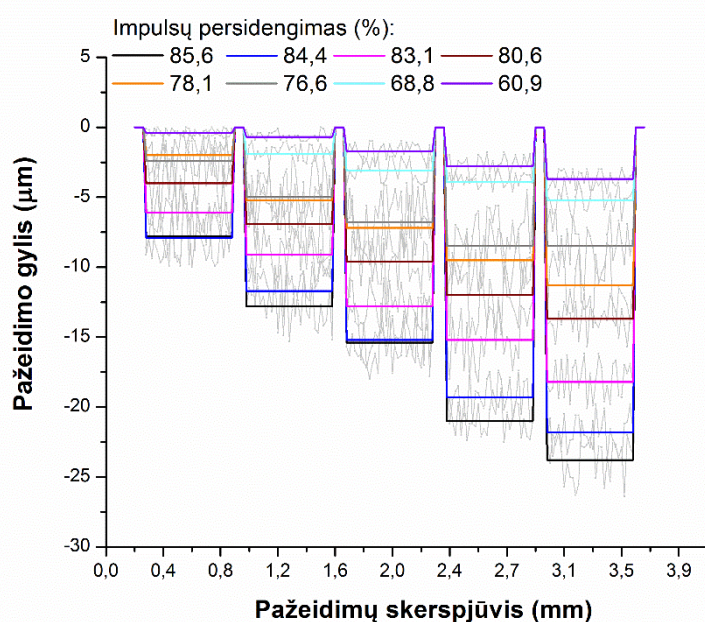 Impulsų persidengimas (%):
85,6 84,4 83,1 80,6
78,1 76,6 68,8 60,9
5
0
-5
-10
-15
-20
-25
-30
0,0 0,4 0,8 1,2 1,6 2,0 2,4 2,8 3,1 3,5 3,9
Pažeidimo gylis (µm)
Pažeidimų skerspjūvis (mm)